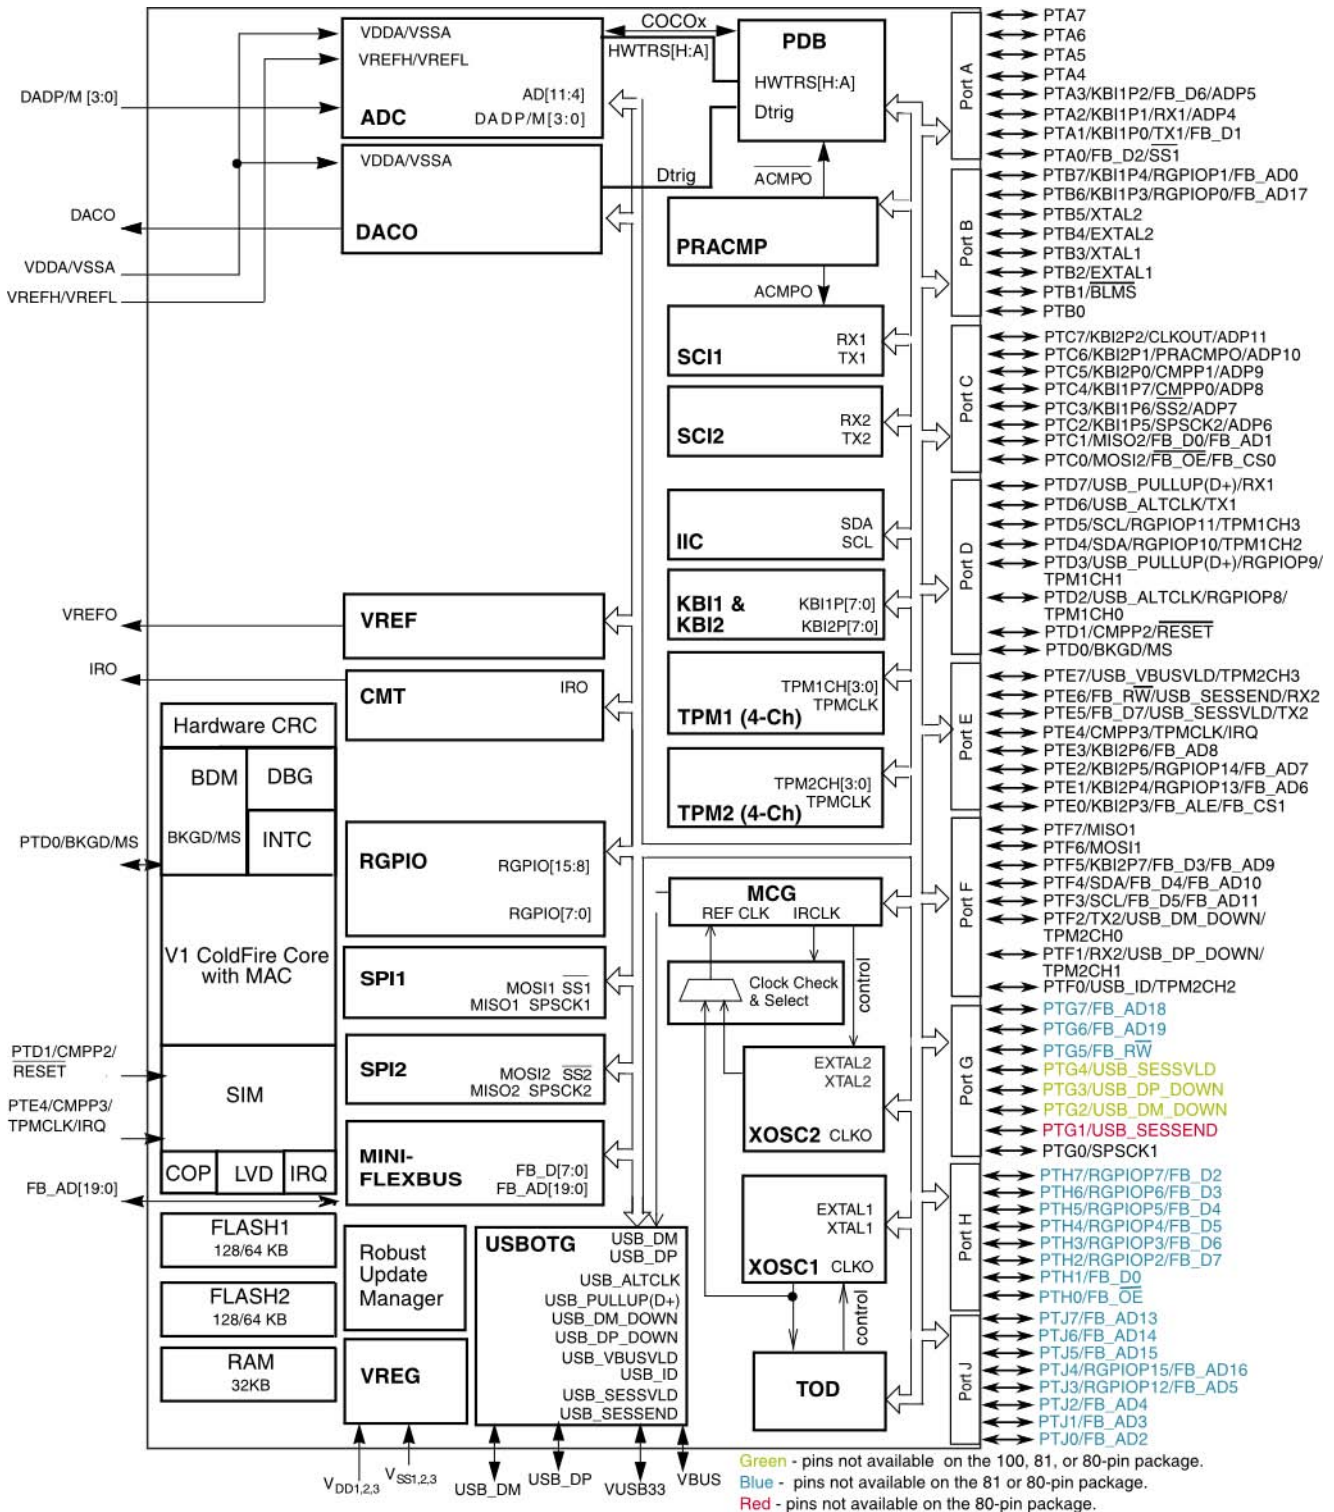 VDDA/VSSA
VREFH/VREFL
AD[11:4]
DADP/M[3:0]
ADC
COCOx
HWTRS[H:A]
PDB
HWTRS[H:A]
Dtrig
DADP/M [3:0]
VDDA/VSSA
DACO
Dtrig
ACMPO
DACO
VDDA/VSSA
VREFH/VREFL
PRACMP
ACMPO
SCI1
RX1
TX1
SCI2
RX2
TX2
IIC
SDA
SCL
KBI1 &
KBI2
KBI1P[7:0]
KBI2P[7:0]
TPM1CH[3:0]
TPMCLK
TPM1 (4-Ch)
TPM2CH[3:0]
TPMCLK
TPM2 (4-Ch)
VREFO
VREF
IRO
CMT
IRO
Hardware CRC
BDM
DBG
BKGD/MS
INTC
PTD0/BKGD/MS
V1 ColdFire Core
with MAC
PTD1/CMPP2/
RESET
PTE4/CMPP3/
TPMCLK/IRQ
SIM
COP
LVD
IRQ
FB_AD[19:0]
RGPIO
RGPIO[15:8]
RGPIO[7:0]
SPI1
MOSI1 SS1
MISO1 SPSCK1
SPI2
MOSI2 SS2
MISO2 SPSCK2
MINI-
FLEXBUS
FB_D[7:0]
FB_AD[19:0]
FLASH1
128/64 KB
FLASH2
128/64 KB
RAM
32KB
Robust
Update
Manager
VREG
VDD1,2,3
VSS1,2,3
USBOTG
USB_DM
USB_DP
USB_ALTCLK
USB_PULLUP(D+)
USB_DM_DOWN
USB_DP_DOWN
USB_VBUSVLD
USB_ID
USB_SESSVLD
USB_SESSEND
USB_DM
USB_DP
VUSB33
VBUS
MCG
REF CLK
IRCLK
Clock Check
& Select
control
EXTAL2
XTAL2
XOSC2
CLKO
EXTAL1
XTAL1
XOSC1
CLKO
control
TOD
Port A
PTA7
PTA6
PTA5
PTA4
PTA3/KBI1P2/FB_D6/ADP5
PTA2/KBI1P1/RX1/ADP4
PTA1/KBI1P0/TX1/FB_D1
PTA0/FB_D2/SS1
Port B
PTB7/KBI1P4/RGPIOP1/FB_AD0
PTB6/KBI1P3/RGPIOP0/FB_AD17
PTB5/XTAL2
PTB4/EXTAL2
PTB3/XTAL1
PTB2/EXTAL1
PTB1/BLMS
PTB0
Port C
PTC7/KBI2P2/CLKOUT/ADP11
PTC6/KBI2P1/PRACMPO/ADP10
PTC5/KBI2P0/CMPP1/ADP9
PTC4/KBI1P7/CMPP0/ADP8
PTC3/KBI1P6/SS2/ADP7
PTC2/KBI1P5/SPSCK2/ADP6
PTC1/MISO2/FB_D0/FB_AD1
PTC0/MOSI2/FB_OE/FB_CS0
Port D
PTD7/USB_PULLUP(D+)/RX1
PTD6/USB_ALTCLK/TX1
PTD5/SCL/RGPIOP11/TPM1CH3
PTD4/SDA/RGPIOP10/TPM1CH2
PTD3/USB_PULLUP(D+)/RGPIOP9/
TPM1CH1
PTD2/USB_ALTCLK/RGPIOP8/
TPM1CH0
PTD1/CMPP2/RESET
PTD0/BKGD/MS
Port E
PTE7/USB_VBUSVLD/TPM2CH3
PTE6/FB_RW/USB_SESSEND/RX2
PTE5/FB_D7/USB_SESSVLD/TX2
PTE4/CMPP3/TPMCLK/IRQ
PTE3/KBI2P6/FB_AD8
PTE2/KBI2P5/RGPIOP14/FB_AD7
PTE1/KBI2P4/RGPIOP13/FB_AD6
PTE0/KBI2P3/FB_ALE/FB_CS1
Port F
PTF7/MISO1
PTF6/MOSI1
PTF5/KBI2P7/FB_D3/FB_AD9
PTF4/SDA/FB_D4/FB_AD10
PTF3/SCL/FB_D5/FB_AD11
PTF2/TX2/USB_DM_DOWN/
TPM2CH0
PTF1/RX2/USB_DP_DOWN/
TPM2CH1
PTF0/USB_ID/TPM2CH2
Port G
PTG7/FB_AD18
PTG6/FB_AD19
PTG5/FB_RW
PTG4/USB_SESSVLD
PTG3/USB_DP_DOWN
PTG2/USB_DM_DOWN
PTG1/USB_SESSEND
PTG0/SPSCK1
Port H
PTH7/RGPIOP7/FB_D2
PTH6/RGPIOP6/FB_D3
PTH5/RGPIOP5/FB_D4
PTH4/RGPIOP4/FB_D5
PTH3/RGPIOP3/FB_D6
PTH2/RGPIOP2/FB_D7
PTH1/FB_D0
PTH0/FB_OE
Port J
PTJ7/FB_AD13
PTJ6/FB_AD14
PTJ5/FB_AD15
PTJ4/RGPIOP15/FB_AD16
PTJ3/RGPIOP12/FB_AD5
PTJ2/FB_AD4
PTJ1/FB_AD3
PTJ0/FB_AD2
Green - pins not available on the 100, 81, or 80-pin package.
Blue - pins not available on the 81 or 80-pin package.
Red - pins not available on the 80-pin package.